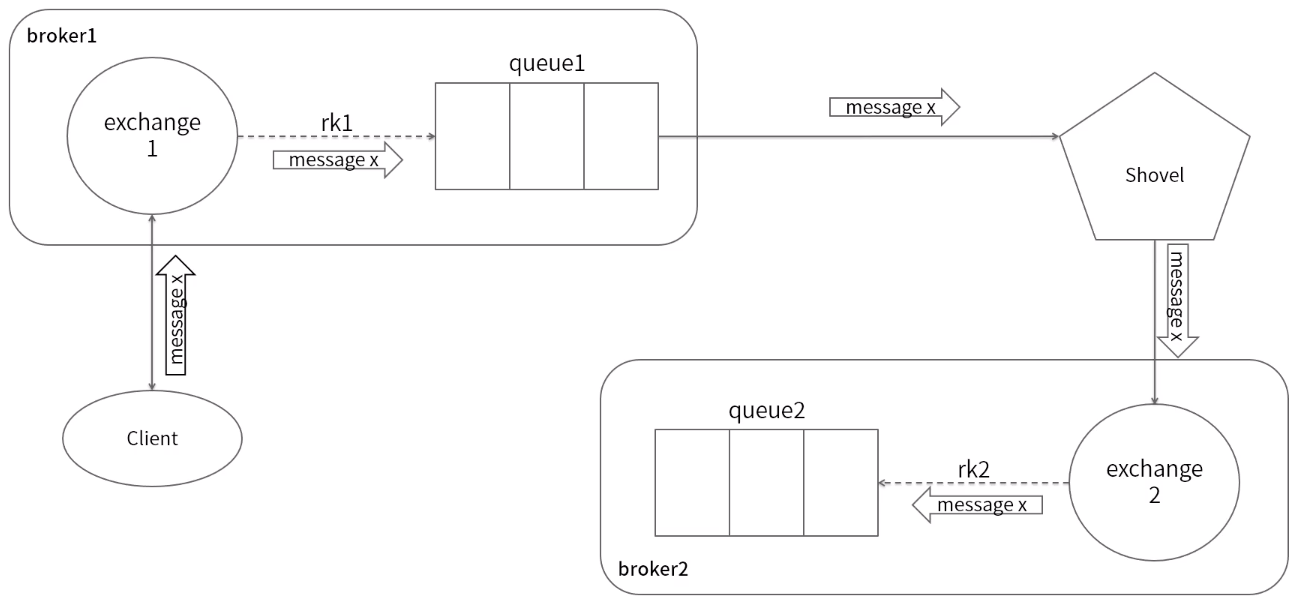 broker1
queue1
exchange
1
rk1
message x
message x
Shovel
message x
message x
Client
queue2
exchange
2
rk2
message x
broker2